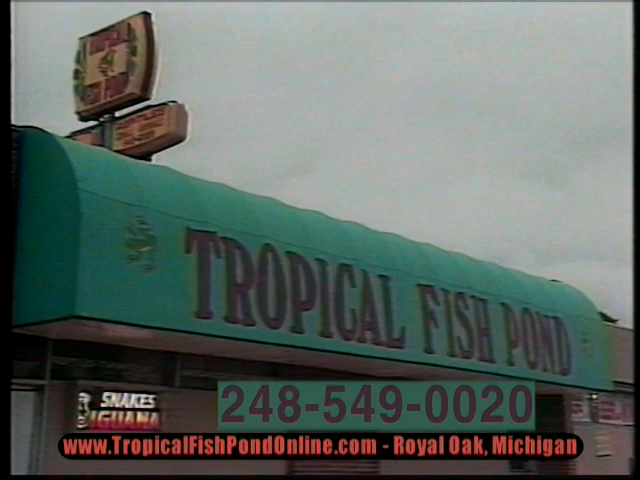 TROPICAL FISH POND
SNAKES
IGUANA
248-549-0020
www.TropicalFishPondOnline.com - Royal Oak, Michigan